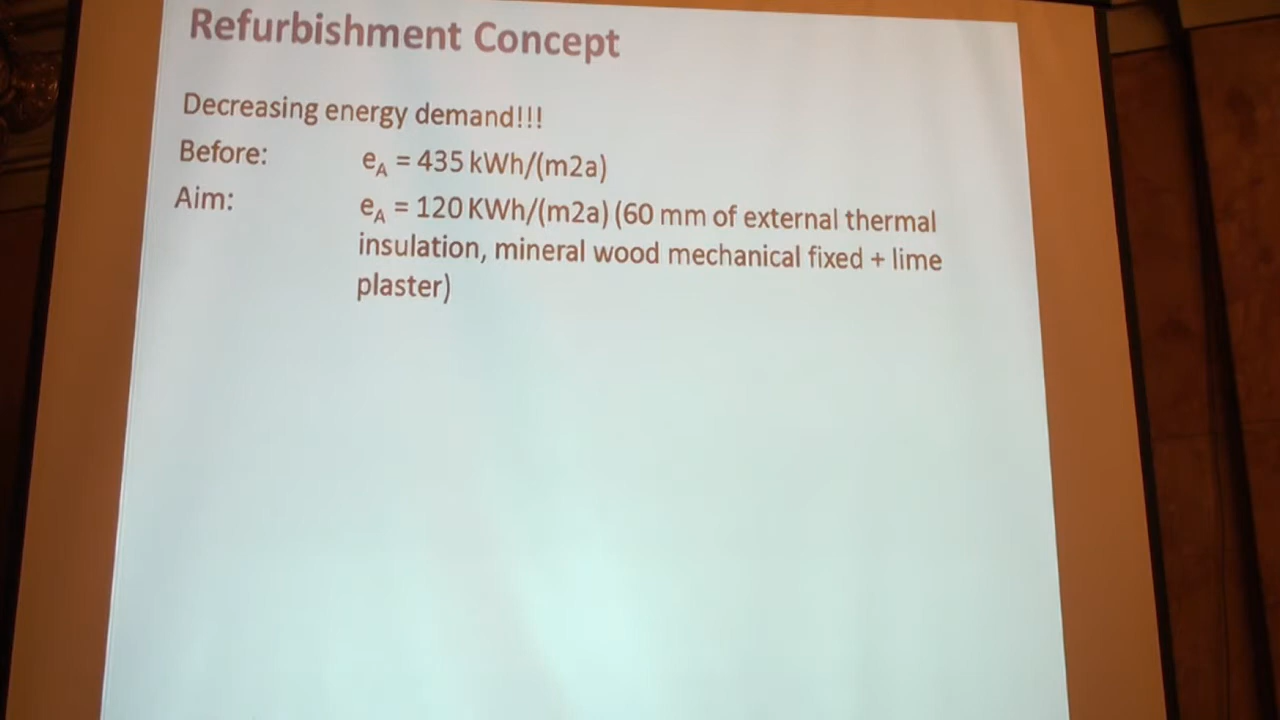 Refurbishment Concept
Decreasing energy demand!!!
Before: eA = 435 kWh/(m2a)
Aim: eA = 120 KWh/(m2a) (60 mm of external thermal
insulation, mineral wood mechanical fixed + lime
plaster)